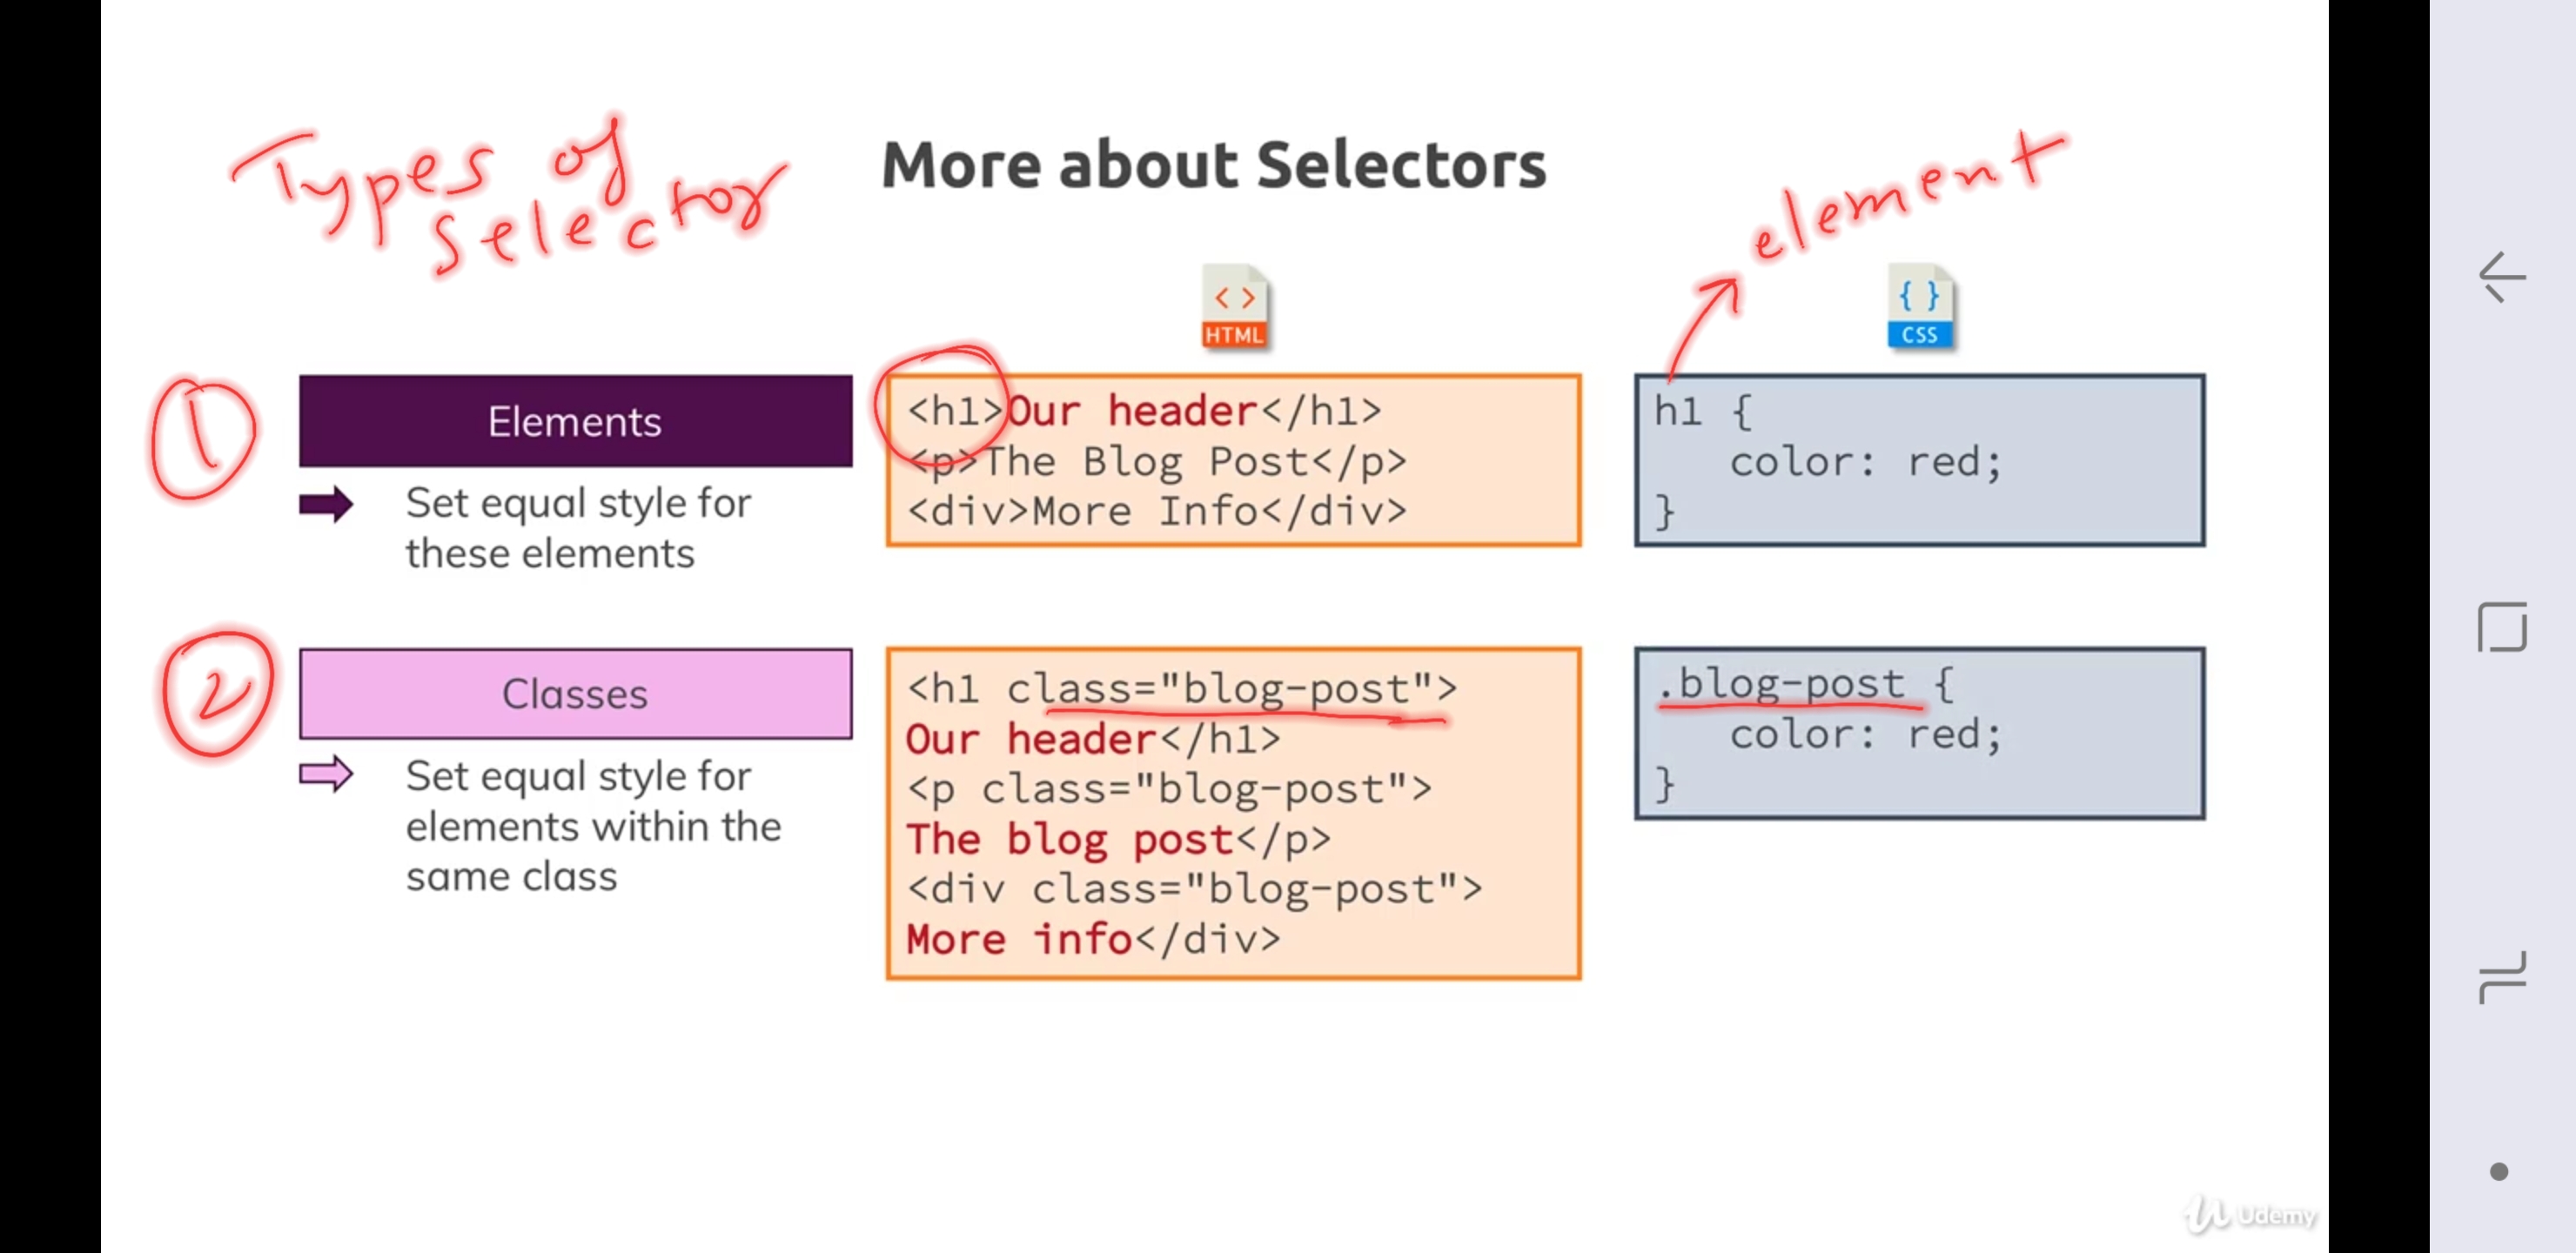 Types of
Selector
More about Selectors
element
HTML
CSS
1
Elements
Set equal style for
these elements
<h1>Our header</h1>
<p>The Blog Post</p>
<div>More Info</div>
h1 {
color: red;
}
2
Classes
Set equal style for
elements within the
same class
<h1 class="blog-post">
Our header</h1>
<p class="blog-post">
The blog post</p>
<div class="blog-post">
More info</div>
.blog-post {
color: red;
}
Udemy